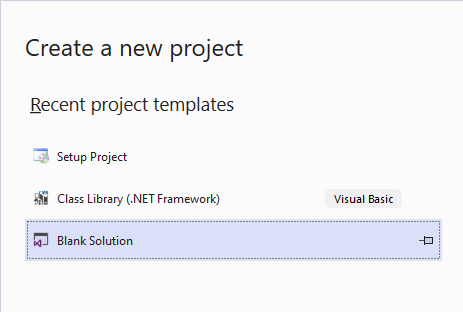 Create a new project
Recent project templates
Setup Project
Class Library (.NET Framework) Visual Basic
Blank Solution